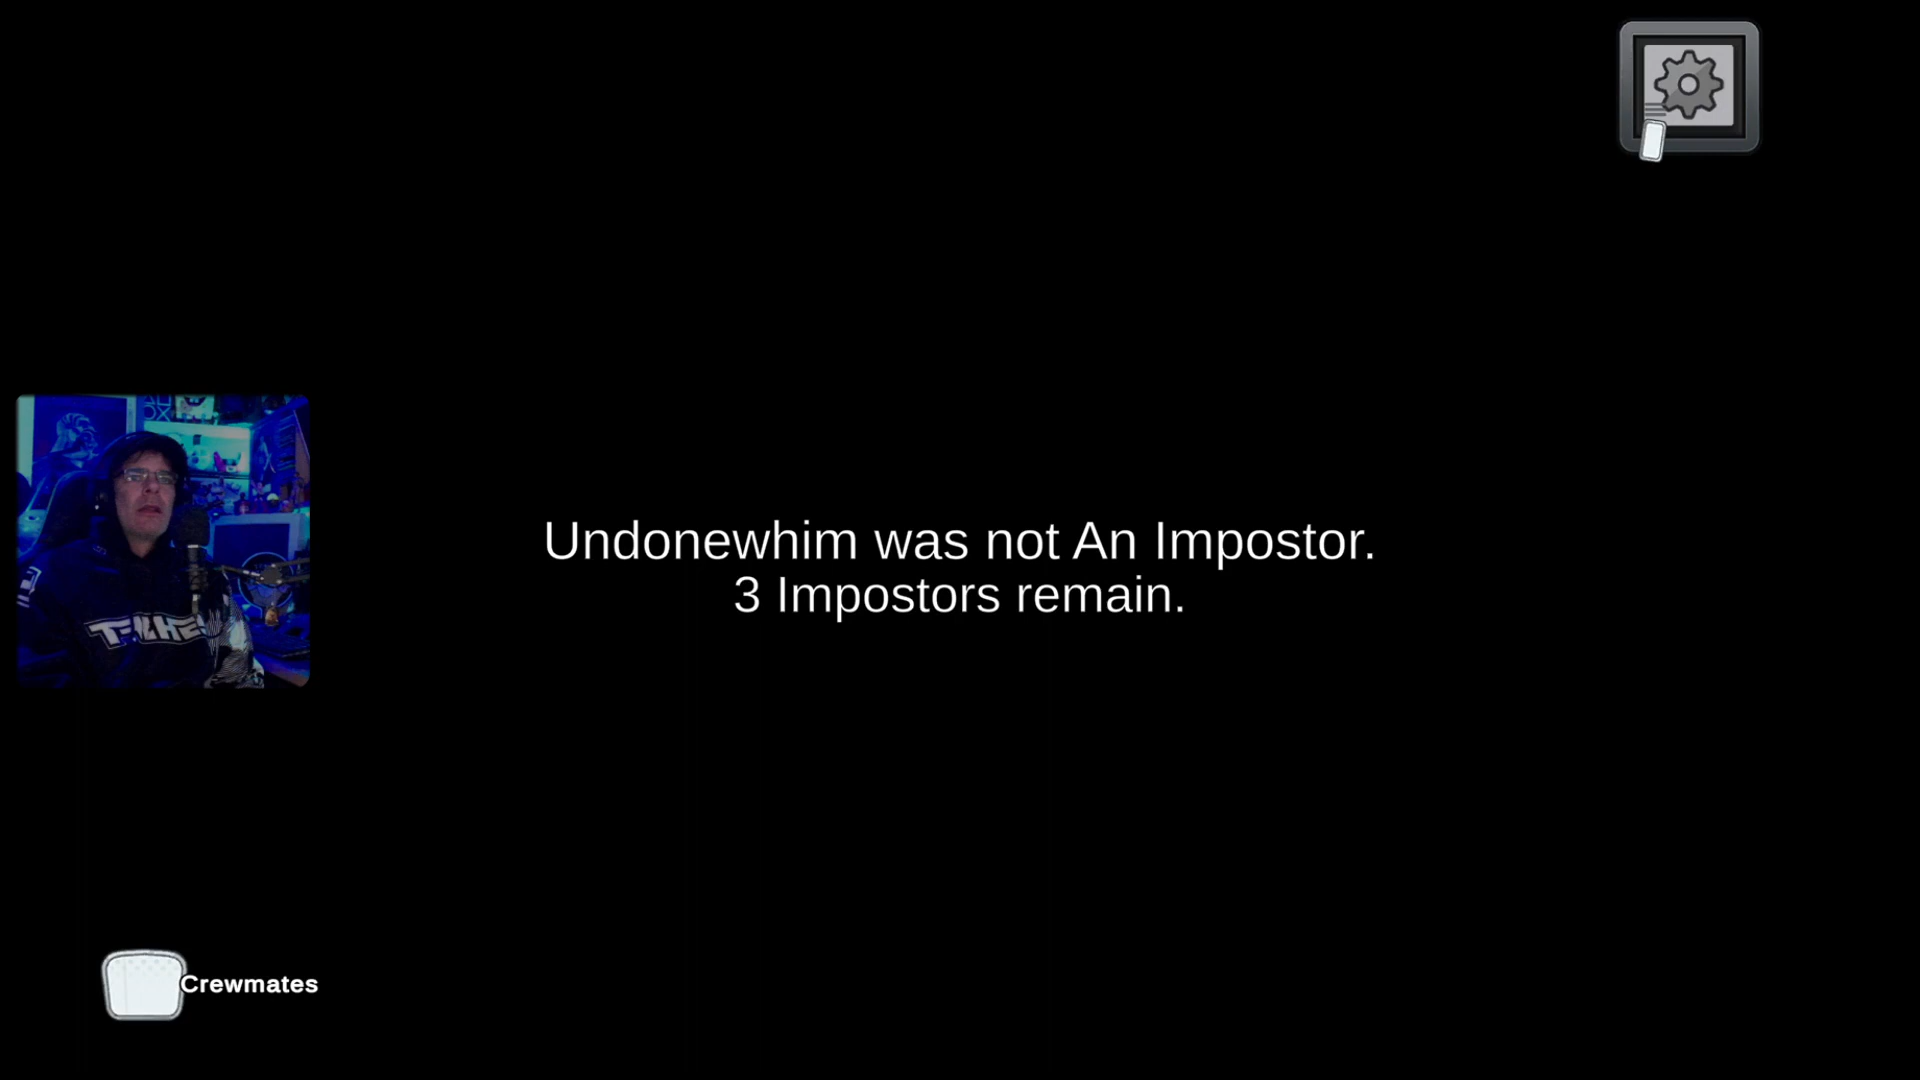 Undonewhim was not An Impostor.
3 Impostors remain.
Crewmates